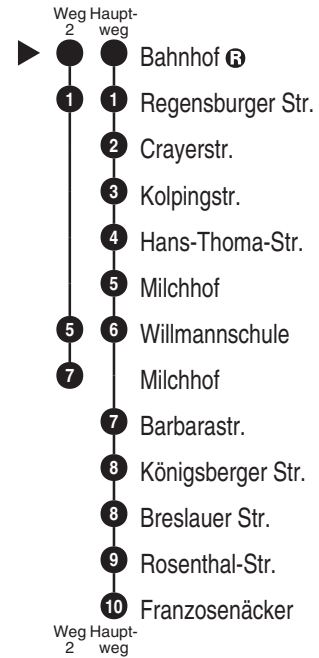 Weg Haupt-
2 weg
Bahnhof R
1 1 Regensburger Str.
2 Crayerstr.
3 Kolpingstr.
4 Hans-Thoma-Str.
5 Milchhof
5 6 Willmannschule
7 Milchhof
7 Barbarastr.
8 Königsberger Str.
8 Breslauer Str.
9 Rosenthal-Str.
10 Franzosenäcker
Weg Haupt-
2 weg